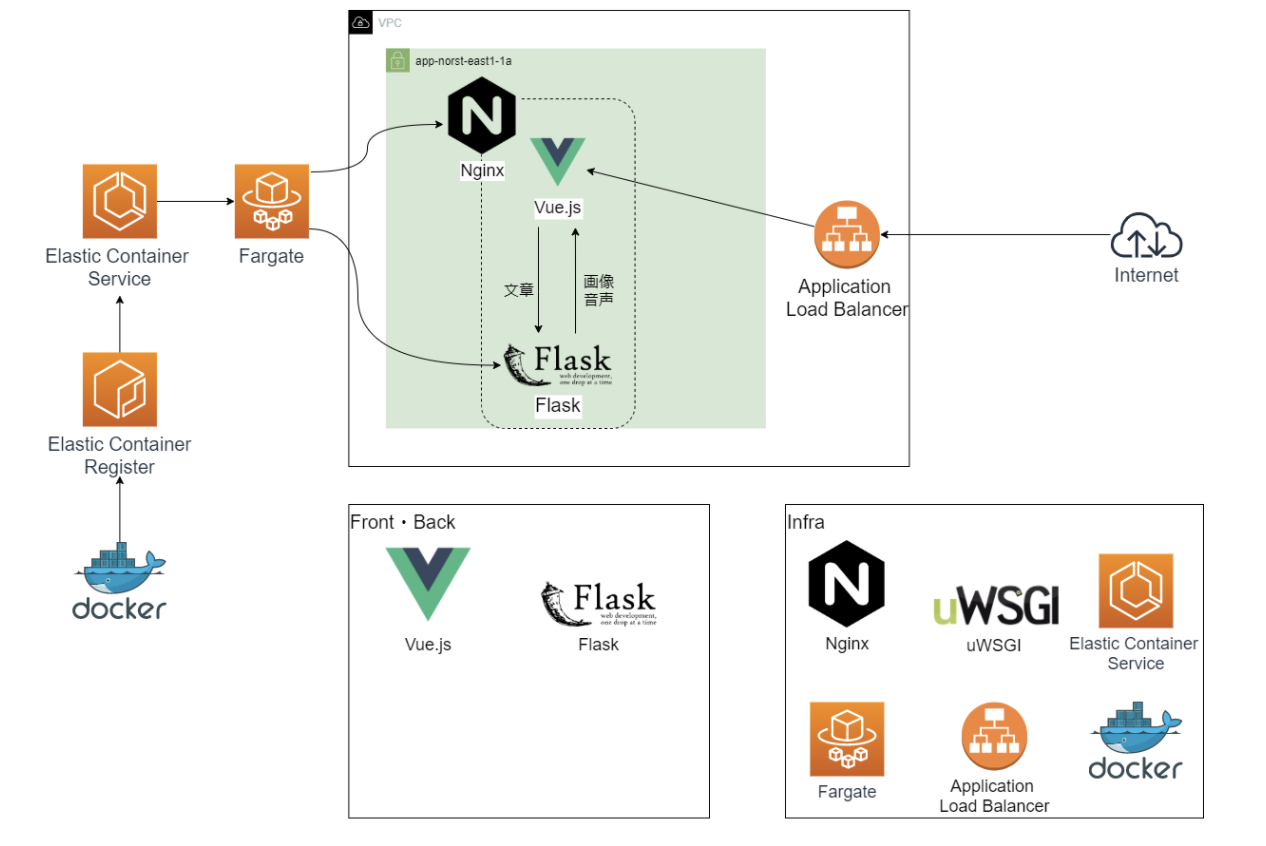 VPC
app-norst-east1-1a
Nginx
Vue.js
文章
画像
音声
Flask
web development,
one drop at a time
Flask
Elastic Container
Service
Fargate
Elastic Container
Register
docker
Application
Load Balancer
Internet
Front・Back
Vue.js
Flask
web development,
one drop at a time
Flask
Infra
Nginx
uWSGI
uWSGI
Elastic Container
Service
Fargate
Application
Load Balancer
docker